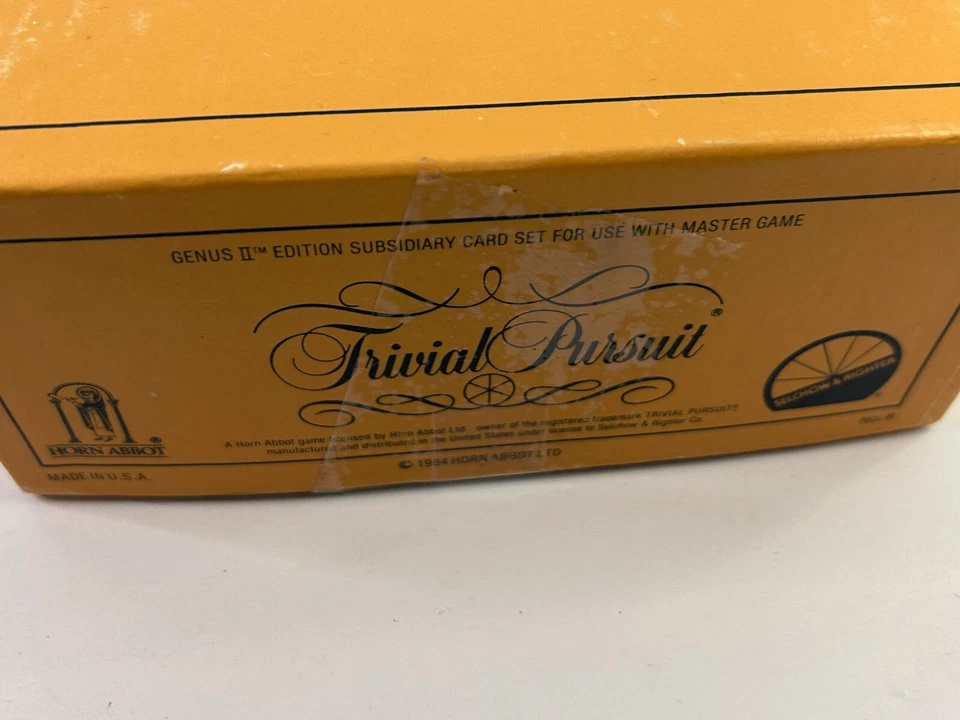 GENUS II™ EDITION SUBSIDIARY CARD SET FOR USE WITH MASTER GAME
Trivial Pursuit®
HORN ABBOT ®
SELCHOW & RIGHTER
A Horn Abbot game licensed by Horn Abbot Ltd. owner of the registered trademark TRIVIAL PURSUIT®
manufactured and distributed in the United States under license to Selchow & Righter Co.
No.
MADE IN U.S.A.
© 1984 HORN ABBOT LTD